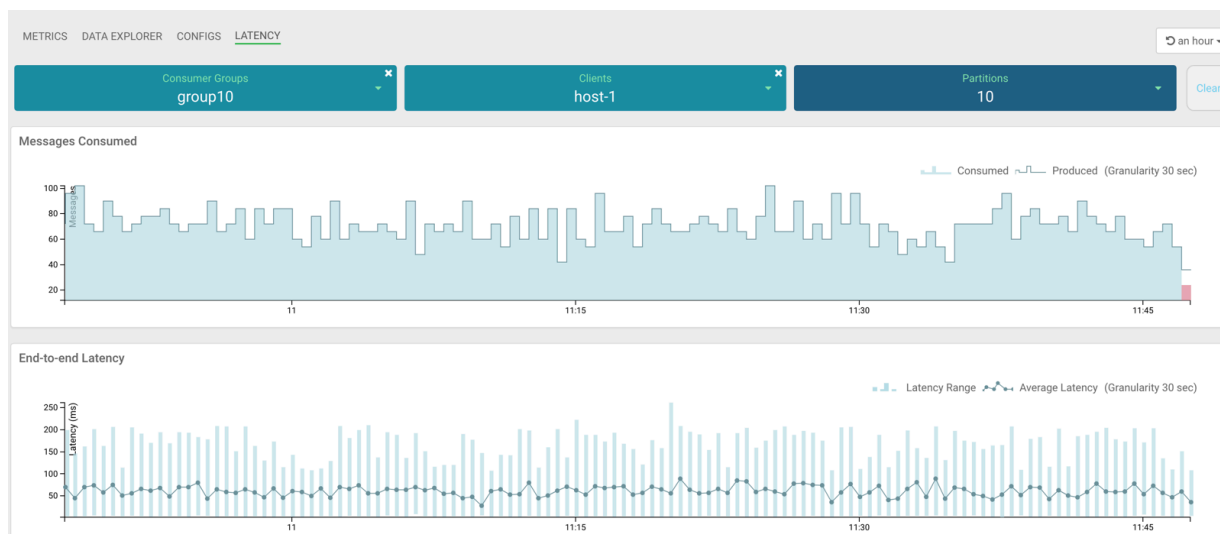 METRICS DATA EXPLORER CONFIGS LATENCY
an hour
Consumer Groups
group10
Clients
host-1
Partitions
10
Clear
Messages Consumed
Consumed Produced (Granularity 30 sec)
Messages
100
80
60
40
20
11 11:15 11:30 11:45
End-to-end Latency
Latency Range Average Latency (Granularity 30 sec)
Latency (ms)
250
200
150
100
50
11 11:15 11:30 11:45